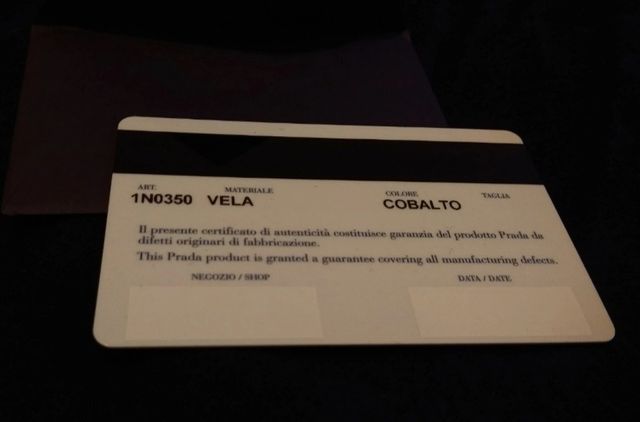 ART. MATERIALE COLORE TAGLIA
1N0350 VELA COBALTO
Il presente certificato di autenticità costituisce garanzia del prodotto Prada da
difetti originari di fabbricazione.
This Prada product is granted a guarantee covering all manufacturing defects.
NEGOZIO / SHOP DATA / DATE